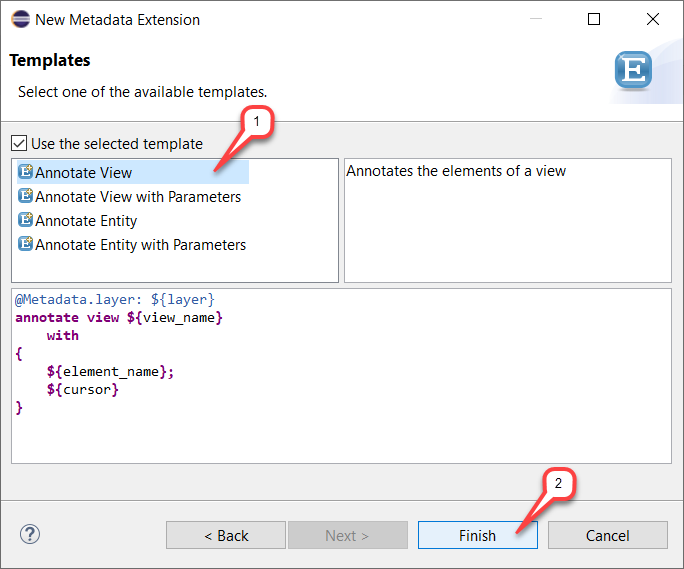 New Metadata Extension
Templates
Select one of the available templates.
E
1
Use the selected template
Annotate View
Annotate View with Parameters
Annotate Entity
Annotate Entity with Parameters
Annotates the elements of a view
@Metadata.layer: ${layer}
annotate view ${view_name}
    with
{
    ${element_name};
    ${cursor}
}
2
?
< Back
Next >
Finish
Cancel